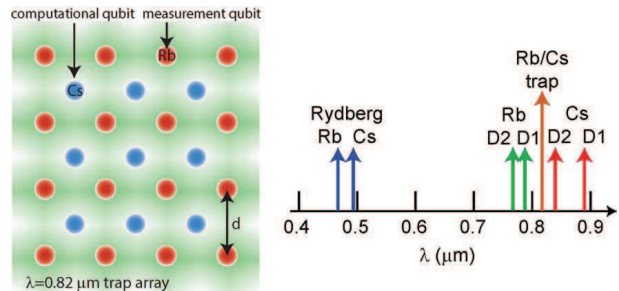 computational qubit
measurement qubit
Rb
Cs
d
λ=0.82 μm trap array
Rb/Cs
trap
Rydberg
Rb Cs
Rb
D2 D1
Cs
D2 D1
0.4 0.5 0.6 0.7 0.8 0.9
λ (μm)